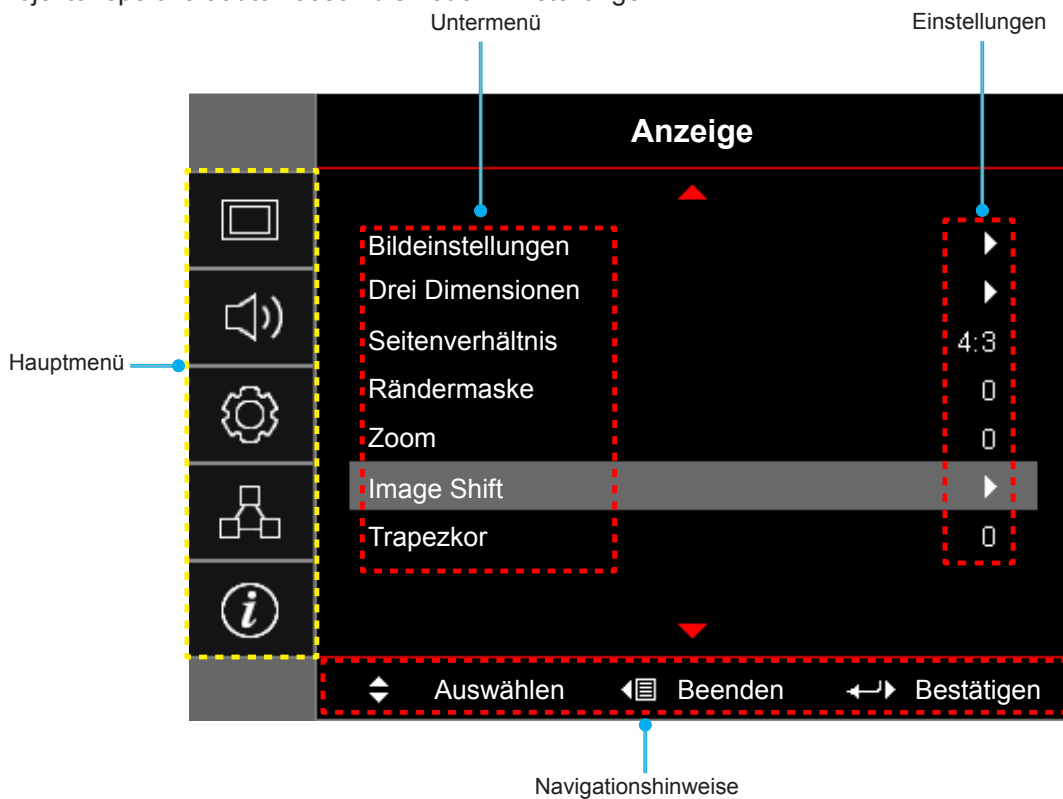 Untermenü
Einstellungen
Anzeige
Bildeinstellungen
Drei Dimensionen
Seitenverhältnis 4:3
Hauptmenü
Rändermaske 0
Zoom 0
Image Shift
Trapezkor 0
i
Auswählen Beenden Bestätigen
Navigationshinweise